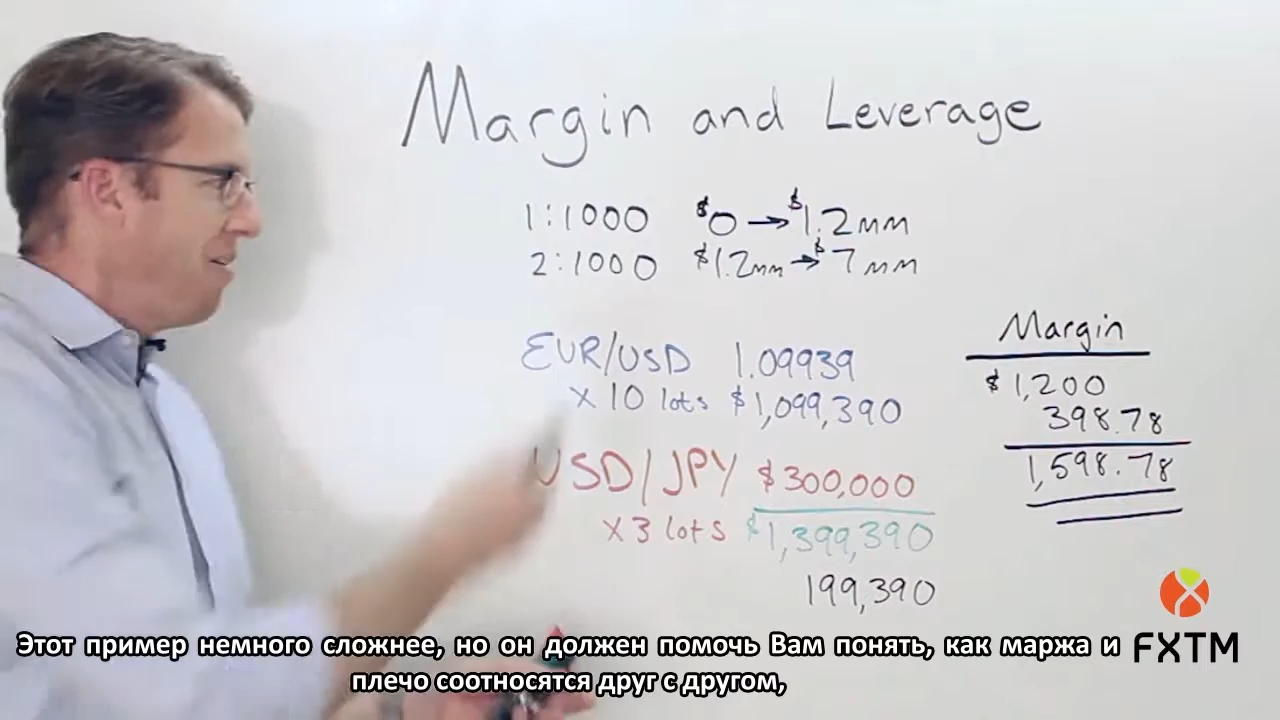 Margin and Leverage
1:1000 $0 → $1.2mm
2:1000 $1.2mm → $7mm
EUR/USD 1.09939
x 10 lots $1,099,390
USD/JPY $300,000
x 3 lots $1,399,390
199,390
Margin
$1,200
398.78
1,598.78
FXTM
Этот пример немного сложнее, но он должен помочь Вам понять, как маржа и
плечо соотносятся друг с другом,